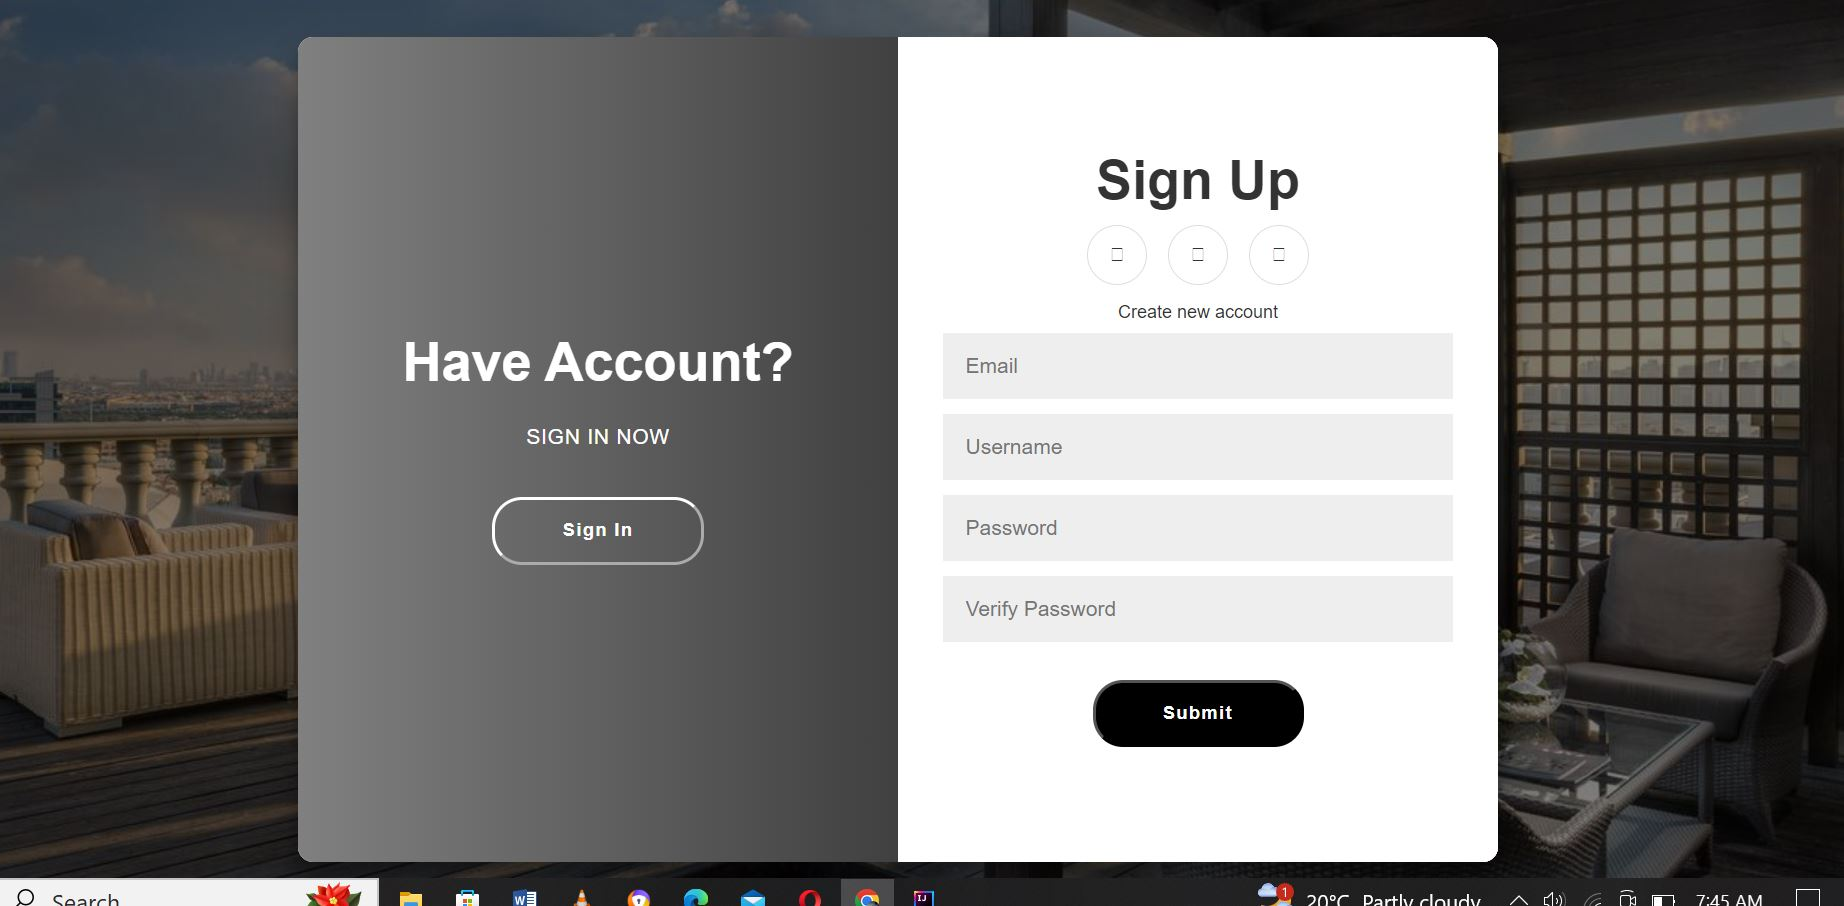 Have Account?
SIGN IN NOW
Sign In
Sign Up
Create new account
Email
Username
Password
Verify Password
Submit
Search
1
20°C Partly cloudy
7:45 AM